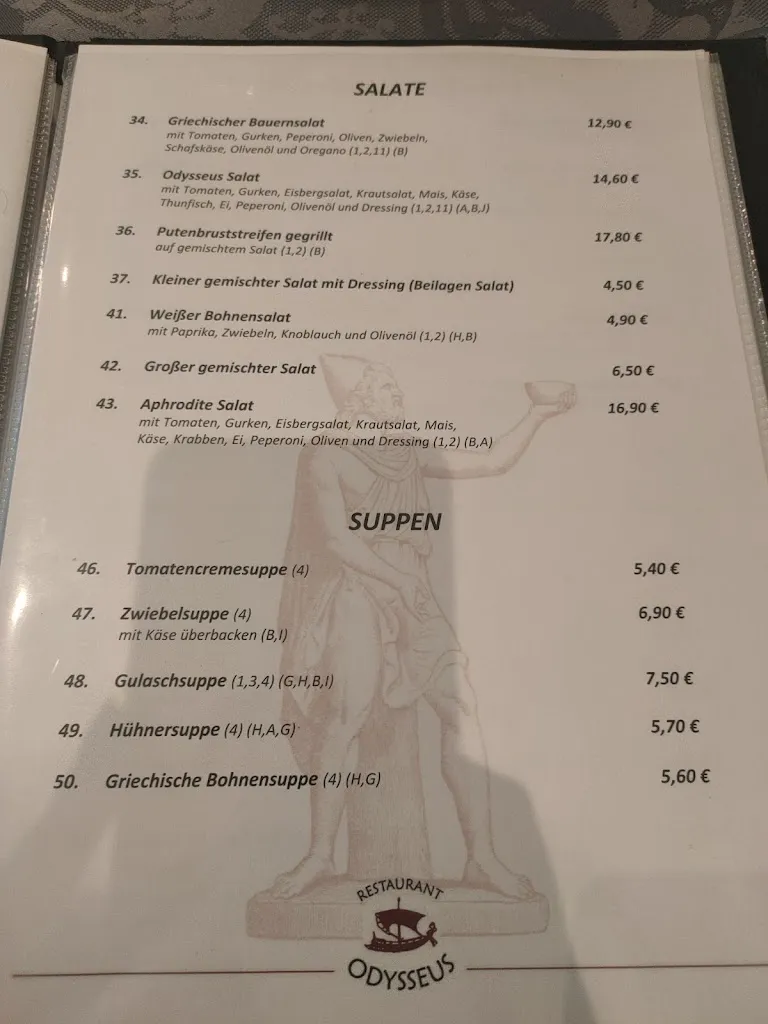 SALATE
34. Griechischer Bauernsalat 12,90 €
mit Tomaten, Gurken, Peperoni, Oliven, Zwiebeln,
Schafskäse, Olivenöl und Oregano (1,2,11) (B)
35. Odysseus Salat 14,60 €
mit Tomaten, Gurken, Eisbergsalat, Krautsalat, Mais, Käse,
Thunfisch, Ei, Peperoni, Olivenöl und Dressing (1,2,11) (A,B,J)
36. Putenbruststreifen gegrillt 17,80 €
auf gemischtem Salat (1,2) (B)
37. Kleiner gemischter Salat mit Dressing (Beilagen Salat) 4,50 €
41. Weißer Bohnensalat 4,90 €
mit Paprika, Zwiebeln, Knoblauch und Olivenöl (1,2) (H,B)
42. Großer gemischter Salat 6,50 €
43. Aphrodite Salat 16,90 €
mit Tomaten, Gurken, Eisbergsalat, Krautsalat, Mais,
Käse, Krabben, Ei, Peperoni, Oliven und Dressing (1,2) (B,A)
SUPPEN
46. Tomatencremesuppe (4) 5,40 €
47. Zwiebelsuppe (4) 6,90 €
mit Käse überbacken (B,I)
48. Gulaschsuppe (1,3,4) (G,H,B,I) 7,50 €
49. Hühnersuppe (4) (H,A,G) 5,70 €
50. Griechische Bohnensuppe (4) (H,G) 5,60 €
RESTAURANT
ODYSSEUS